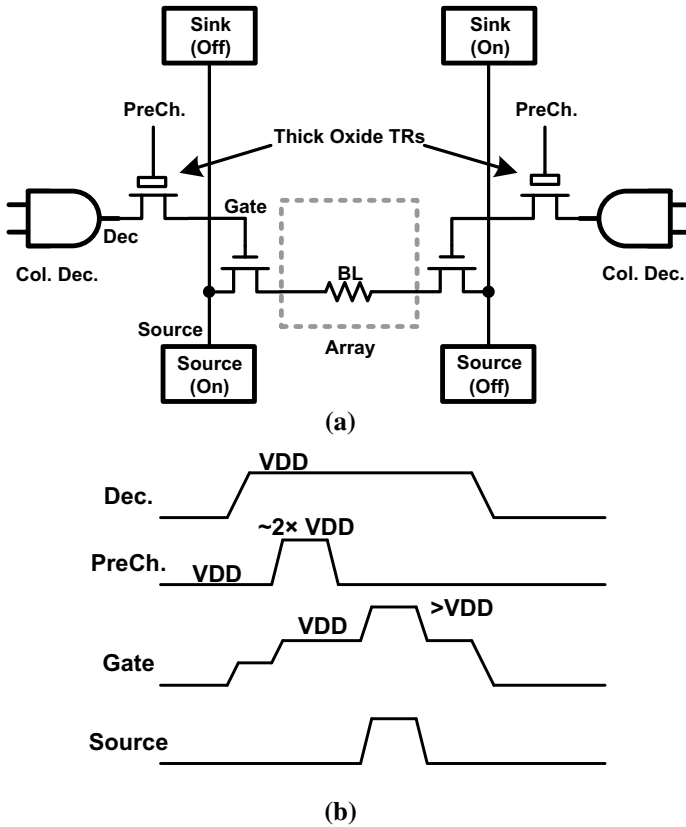 Sink
(Off)
Sink
(On)
PreCh.
PreCh.
Thick Oxide TRs
Gate
Dec
BL
Col. Dec.
Col. Dec.
Source
Array
Source
(On)
Source
(Off)
(a)
VDD
Dec.
~2× VDD
PreCh.
VDD
>VDD
VDD
Gate
Source
(b)